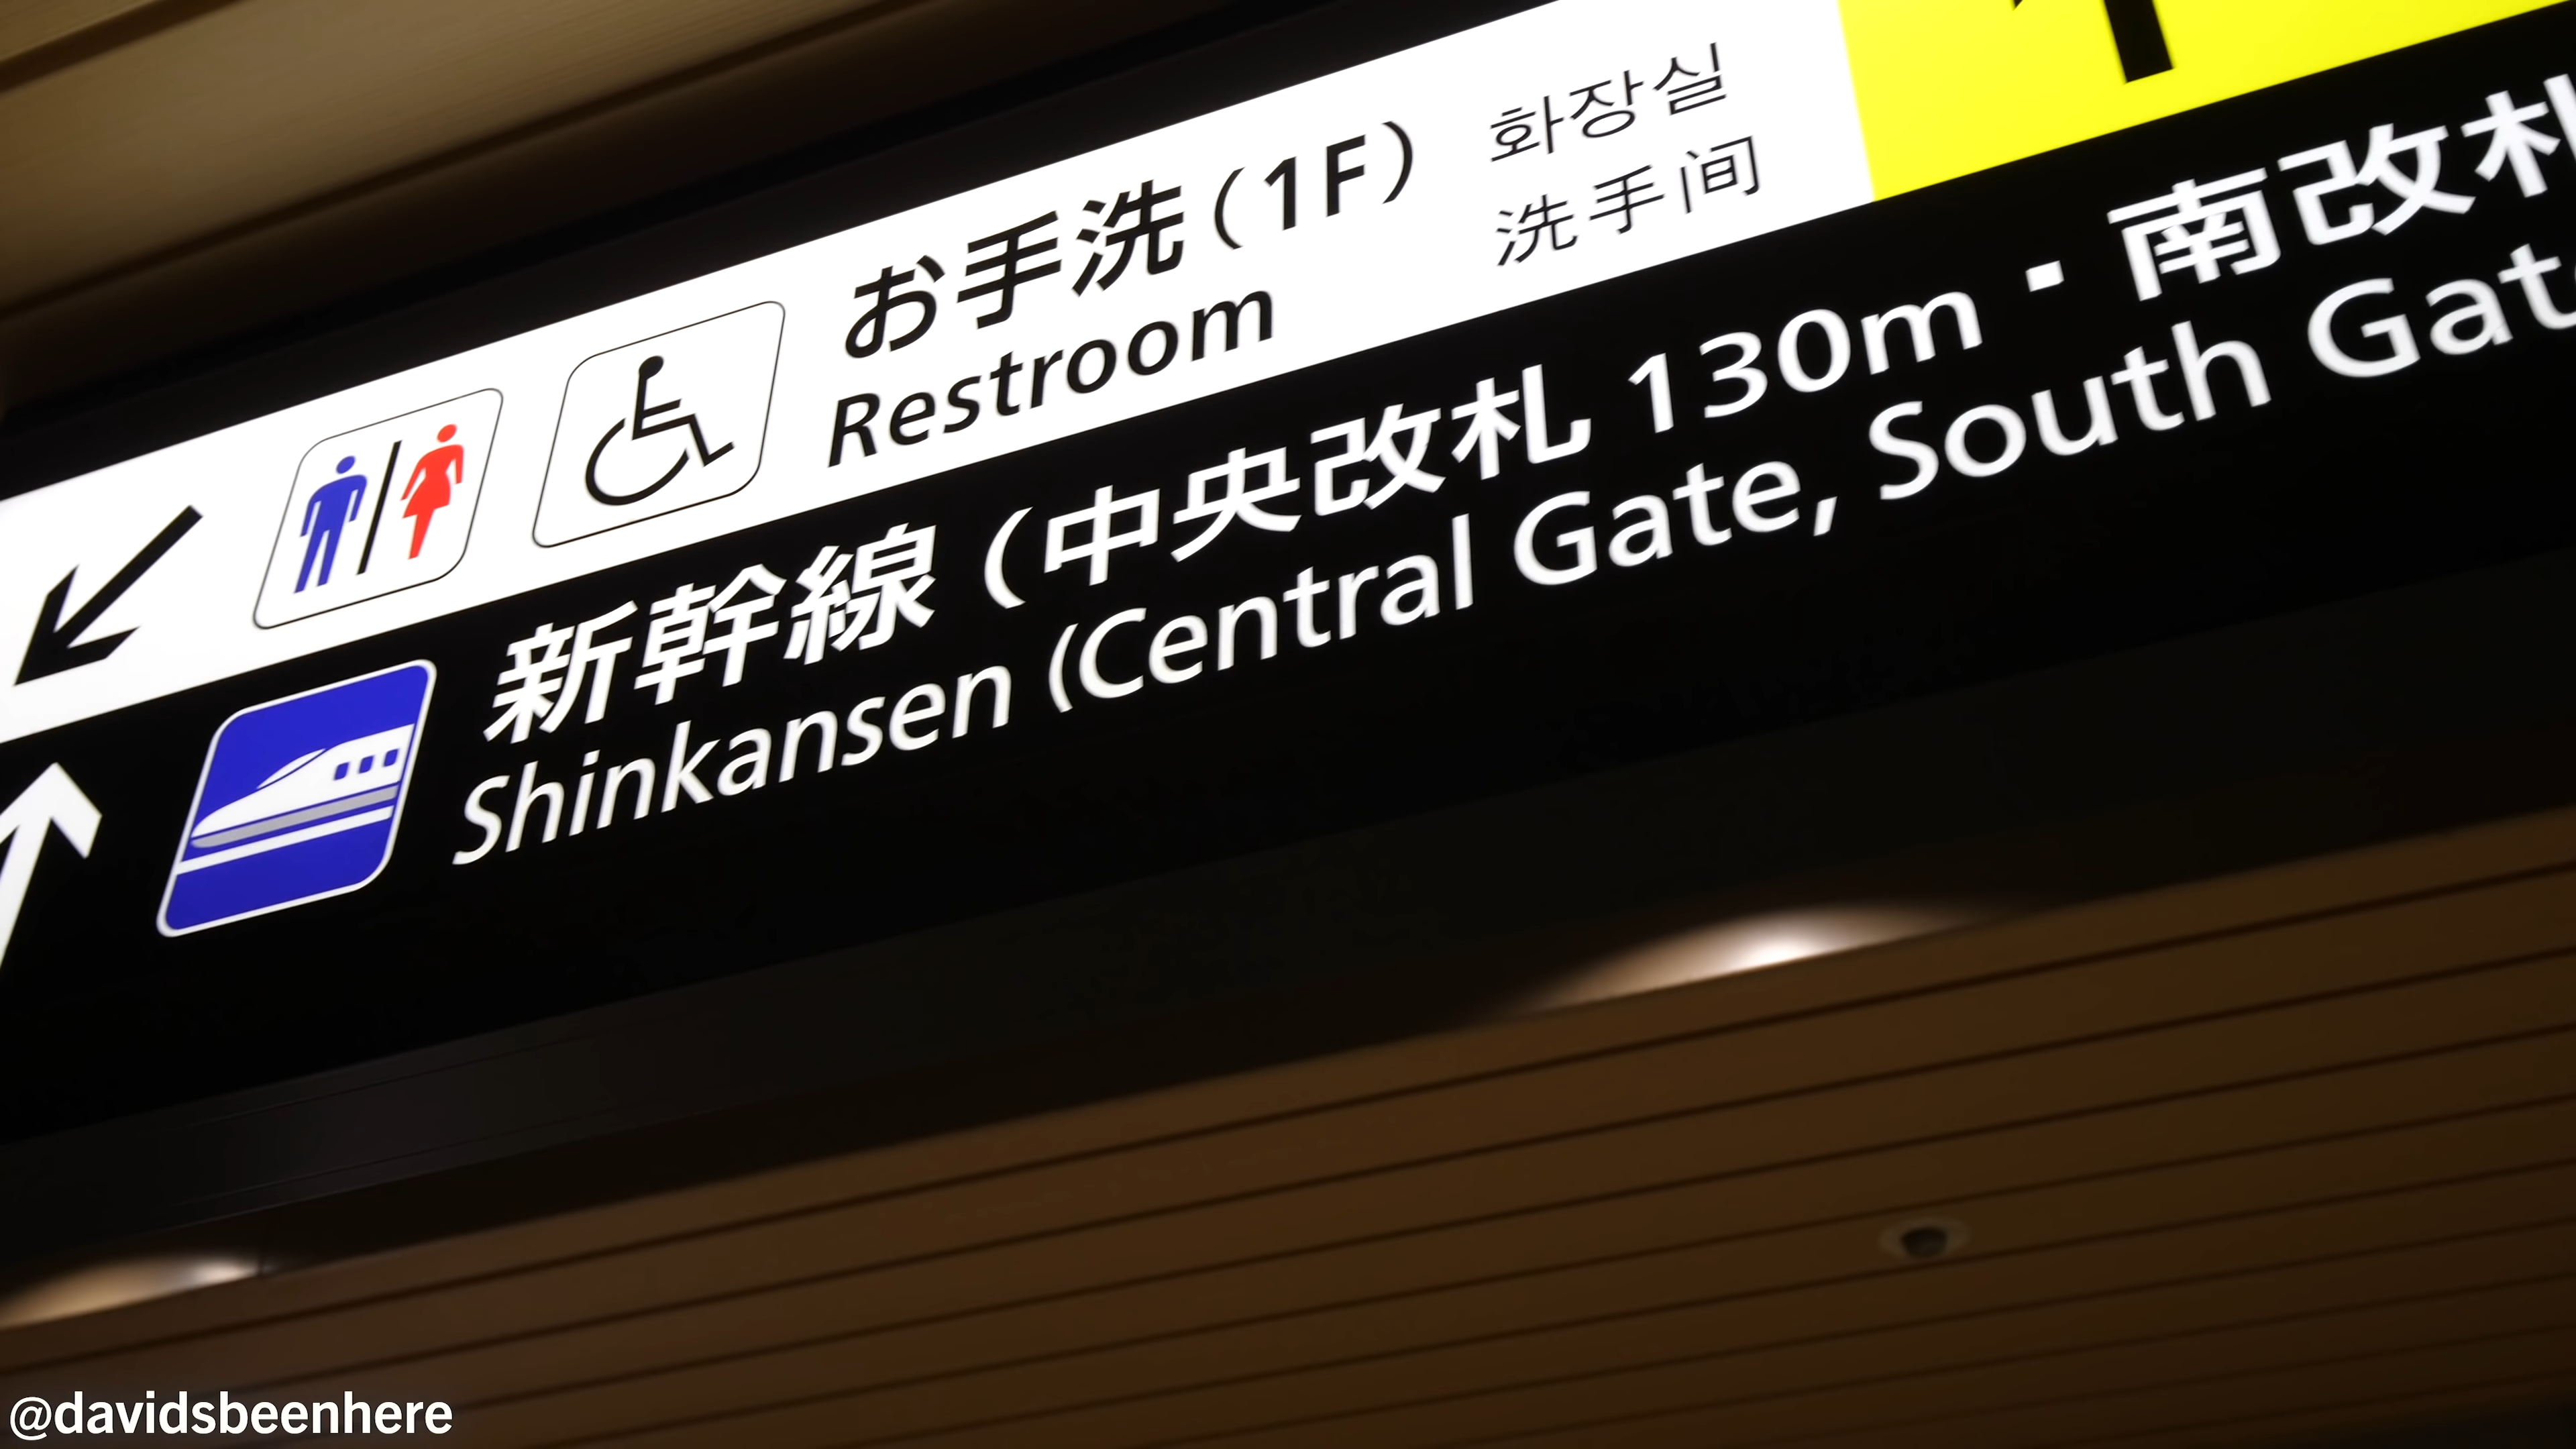 お手洗(1F)
Restroom
화장실
洗手间
新幹線(中央改札 130m・南改札
Shinkansen (Central Gate, South Gat
@davidsbeenhere